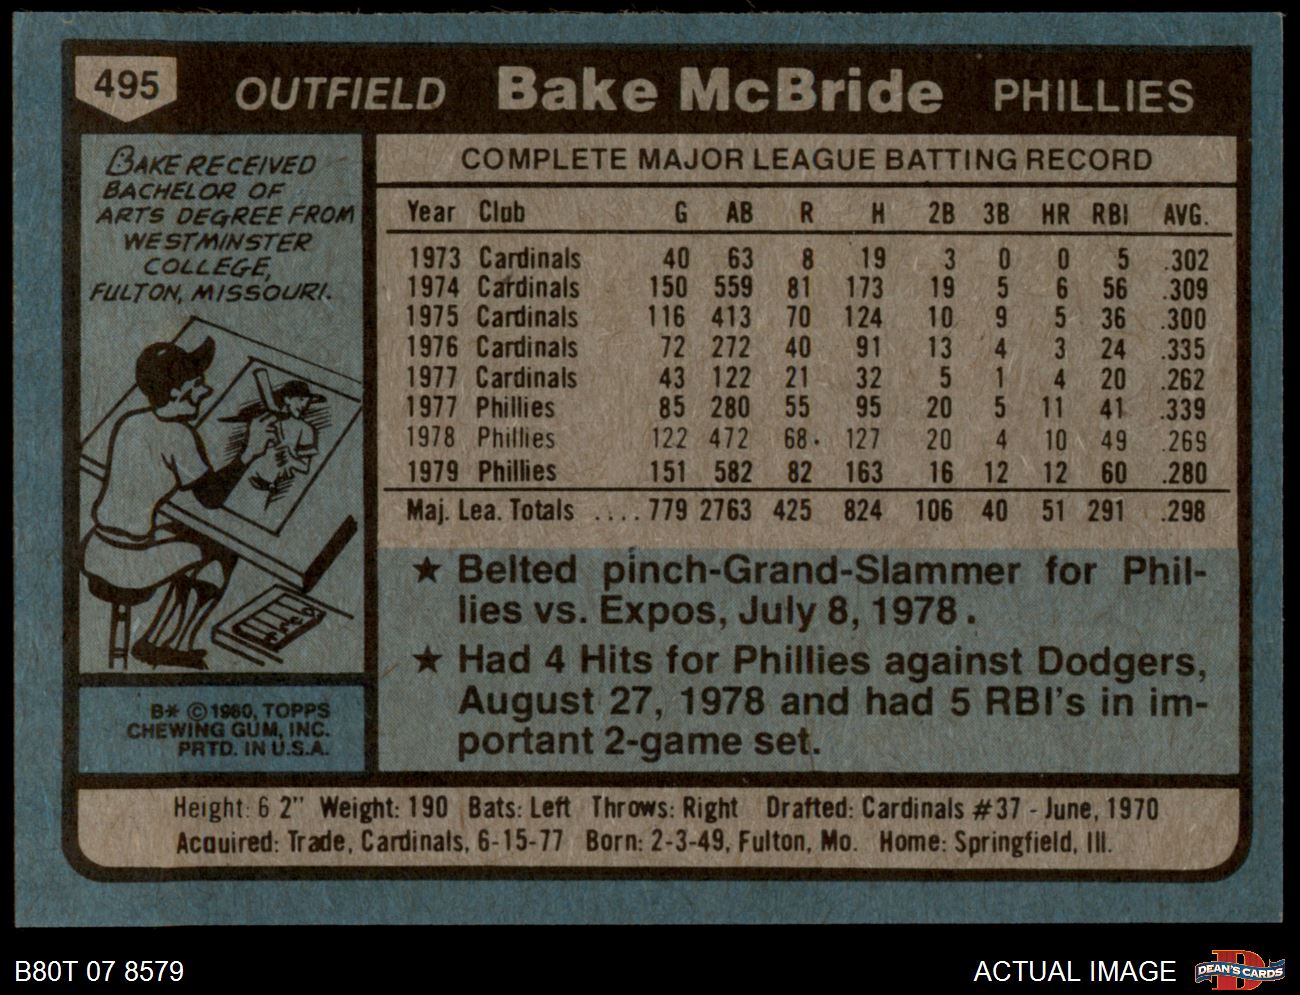 495 OUTFIELD Bake McBride PHILLIES
BAKE RECEIVED
BACHELOR OF
ARTS DEGREE FROM
WESTMINSTER
COLLEGE,
FULTON, MISSOURI.
B* © 1980, TOPPS
CHEWING GUM, INC.
PRTD. IN U.S.A.
COMPLETE MAJOR LEAGUE BATTING RECORD
Year Club G AB R H 2B 3B HR RBI AVG.
1973 Cardinals 40 63 8 19 3 0 0 5 .302
1974 Cardinals 150 559 81 173 19 5 6 56 .309
1975 Cardinals 116 413 70 124 10 9 5 36 .300
1976 Cardinals 72 272 40 91 13 4 3 24 .335
1977 Cardinals 43 122 21 32 5 1 4 20 .262
1977 Phillies 85 280 55 95 20 5 11 41 .339
1978 Phillies 122 472 68 127 20 4 10 49 .269
1979 Phillies 151 582 82 163 16 12 12 60 .280
Maj. Lea. Totals .... 779 2763 425 824 106 40 51 291 .298
★ Belted pinch-Grand-Slammer for Phil-
lies vs. Expos, July 8, 1978.
★ Had 4 Hits for Phillies against Dodgers,
August 27, 1978 and had 5 RBI's in im-
portant 2-game set.
Height: 6 2" Weight: 190 Bats: Left Throws: Right Drafted: Cardinals #37 - June, 1970
Acquired: Trade, Cardinals, 6-15-77 Born: 2-3-49, Fulton, Mo. Home: Springfield, Ill.
B80T 07 8579 ACTUAL IMAGE D DEAN'S CARDS